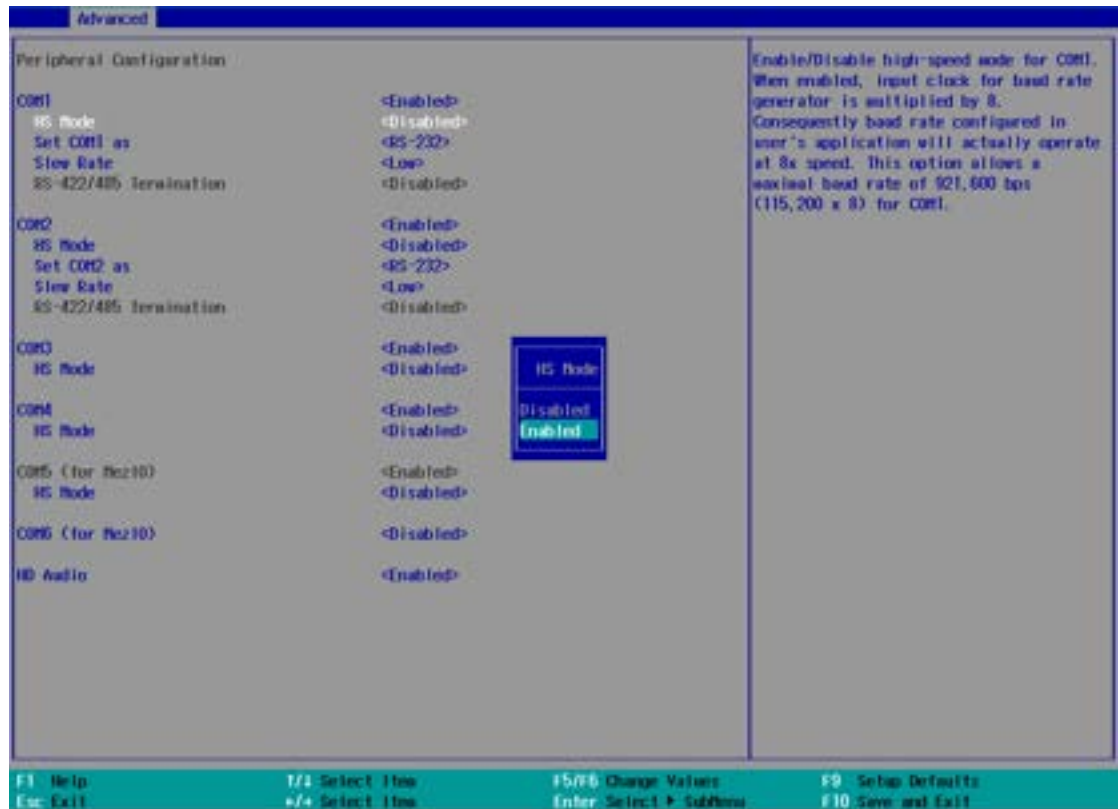 Advanced
Peripheral Configuration
COM1 <Enabled>
HS Mode <Disabled>
Set COM1 as <RS-232>
Slew Rate <Low>
RS-422/485 Termination <Disabled>
COM2 <Enabled>
HS Mode <Disabled>
Set COM2 as <RS-232>
Slew Rate <Low>
RS-422/485 Termination <Disabled>
COM3 <Enabled>
HS Mode <Disabled>
COM4 <Enabled>
HS Mode <Disabled>
COM5 (for MezIO) <Enabled>
HS Mode <Disabled>
COM6 (for MezIO) <Disabled>
HD Audio <Enabled>
HS Mode
Disabled
Enabled
Enable/Disable high-speed mode for COM1.
When enabled, input clock for baud rate
generator is multiplied by 8.
Consequently baud rate configured in
user's application will actually operate
at 8x speed. This option allows a
maximal baud rate of 921,600 bps
(115,200 x 8) for COM1.
F1 Help ↑/↓ Select Item F5/F6 Change Values F9 Setup Defaults
Esc Exit ←/→ Select Item Enter Select ▶ SubMenu F10 Save and Exit